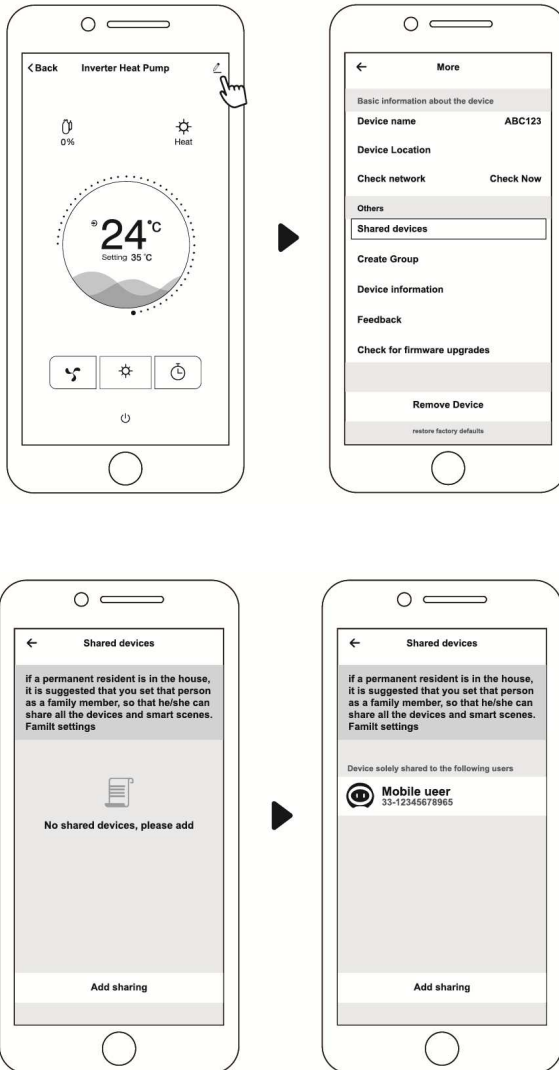 Back Inverter Heat Pump
0% Heat
24°C
Setting 35 °C
More
Basic information about the device
Device name ABC123
Device Location
Check network Check Now
Others
Shared devices
Create Group
Device information
Feedback
Check for firmware upgrades
Remove Device
restore factory defaults
Shared devices
if a permanent resident is in the house,
it is suggested that you set that person
as a family member, so that he/she can
share all the devices and smart scenes.
Familt settings
No shared devices, please add
Add sharing
Shared devices
if a permanent resident is in the house,
it is suggested that you set that person
as a family member, so that he/she can
share all the devices and smart scenes.
Familt settings
Device solely shared to the following users
Mobile ueer
33-12345678965
Add sharing